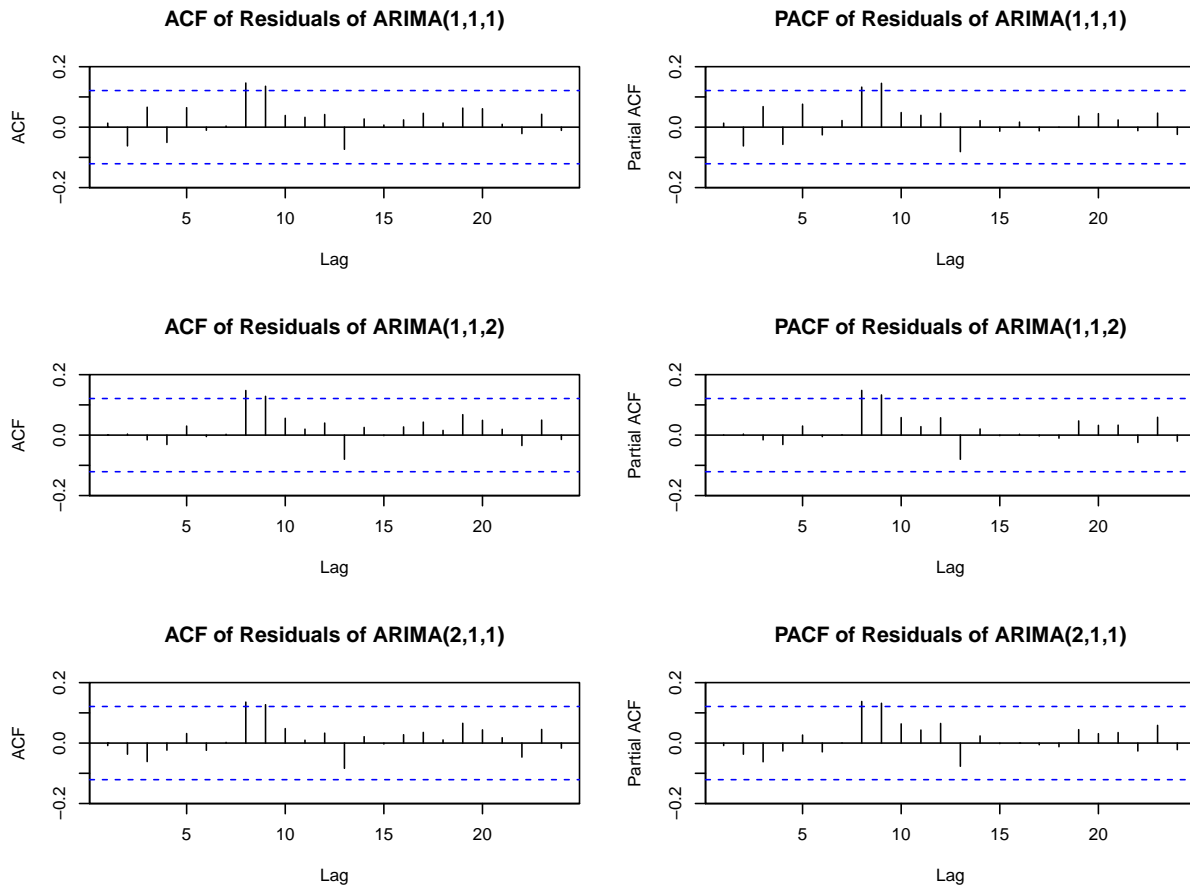 ACF of Residuals of ARIMA(1,1,1)
ACF
0.2
0.0
−0.2
5 10 15 20
Lag
PACF of Residuals of ARIMA(1,1,1)
Partial ACF
0.2
0.0
−0.2
5 10 15 20
Lag
ACF of Residuals of ARIMA(1,1,2)
ACF
0.2
0.0
−0.2
5 10 15 20
Lag
PACF of Residuals of ARIMA(1,1,2)
Partial ACF
0.2
0.0
−0.2
5 10 15 20
Lag
ACF of Residuals of ARIMA(2,1,1)
ACF
0.2
0.0
−0.2
5 10 15 20
Lag
PACF of Residuals of ARIMA(2,1,1)
Partial ACF
0.2
0.0
−0.2
5 10 15 20
Lag